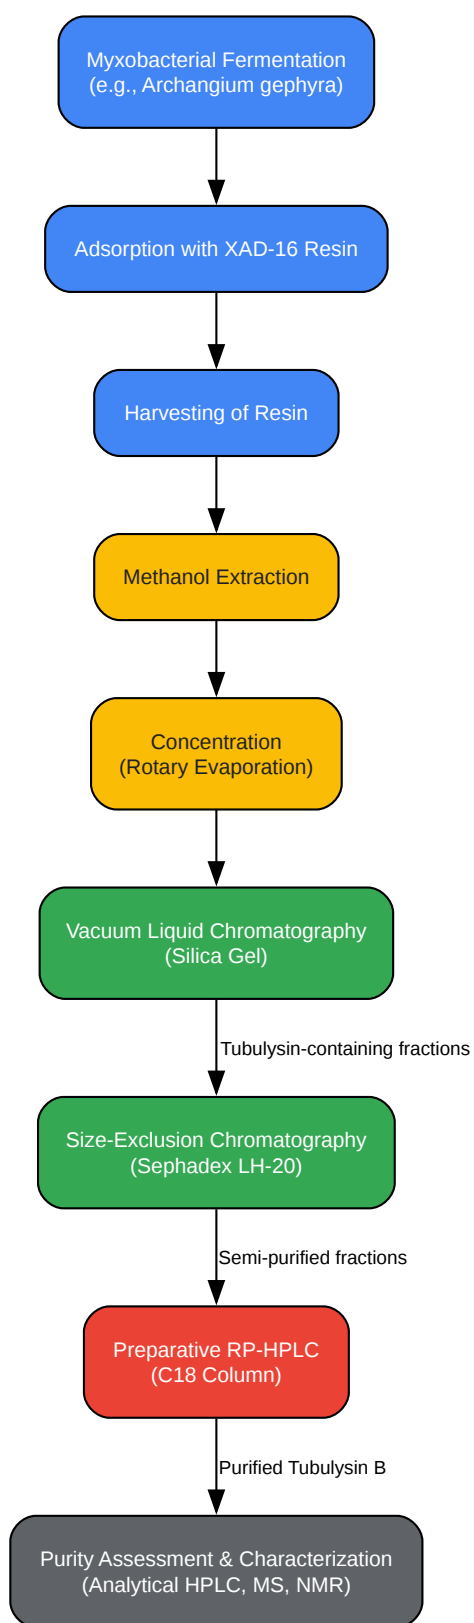 Myxobacterial Fermentation
(e.g., Archangium gephyra)
Adsorption with XAD-16 Resin
Harvesting of Resin
Methanol Extraction
Concentration
(Rotary Evaporation)
Vacuum Liquid Chromatography
(Silica Gel)
Tubulysin-containing fractions
Size-Exclusion Chromatography
(Sephadex LH-20)
Semi-purified fractions
Preparative RP-HPLC
(C18 Column)
Purified Tubulysin B
Purity Assessment & Characterization
(Analytical HPLC, MS, NMR)